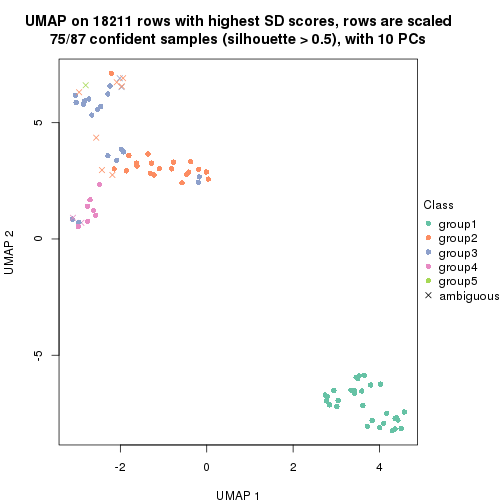 UMAP on 18211 rows with highest SD scores, rows are scaled
75/87 confident samples (silhouette > 0.5), with 10 PCs
5
0
-5
UMAP 2
-2
0
2
4
UMAP 1
Class
group1
group2
group3
group4
group5
ambiguous